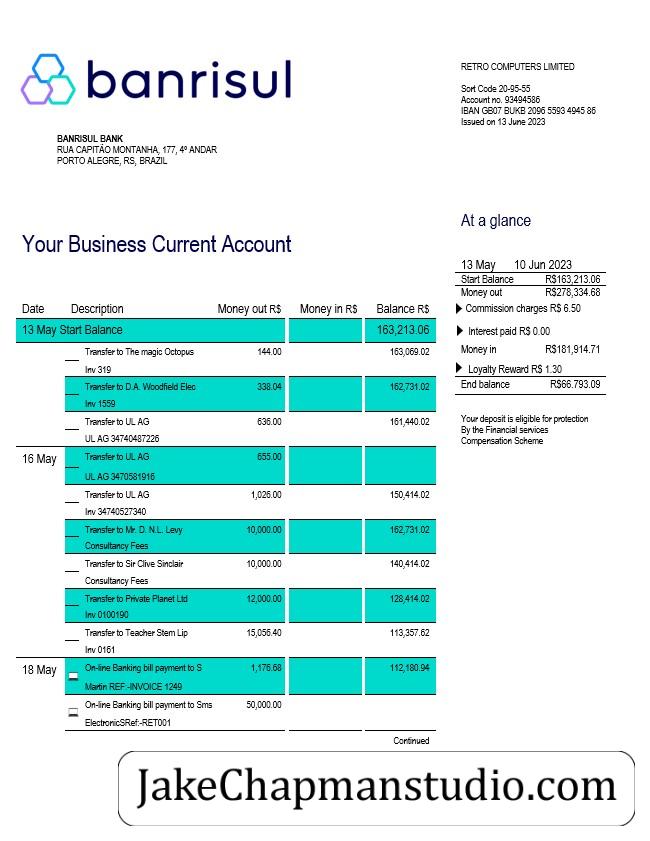 banrisul
RETRO COMPUTERS LIMITED
Sort Code 20-95-55
Account no. 93494586
IBAN GB07 BUKB 2096 5593 4945 86
Issued on 13 June 2023
BANRISUL BANK
RUA CAPITÃO MONTANHA, 177, 4º ANDAR
PORTO ALEGRE, RS, BRAZIL
At a glance
Your Business Current Account
13 May 10 Jun 2023
Start Balance R$163,213.06
Money out R$278,334.68
Commission charges R$ 6.50
Interest paid R$ 0.00
Money in R$181,914.71
Loyalty Reward R$ 1.30
End balance R$66.793.09
Your deposit is eligible for protection
By the Financial services
Compensation Scheme
Date Description Money out R$ Money in R$ Balance R$
13 May Start Balance 163,213.06
Transfer to The magic Octopus 144.00 163,069.02
Inv 319
Transfer to D.A. Woodfield Elec 338.04 162,731.02
Inv 1559
Transfer to UL AG 636.00 161,440.02
UL AG 34740487226
16 May Transfer to UL AG 655.00
UL AG 3470581916
Transfer to UL AG 1,026.00 150,414.02
Inv 34740527340
Transfer to Mr. D. N.L. Levy 10,000.00 162,731.02
Consultancy Fees
Transfer to Sir Clive Sinclair 10,000.00 140,414.02
Consultancy Fees
Transfer to Private Planet Ltd 12,000.00 128,414.02
Inv 0100190
Transfer to Teacher Stem Lip 15,056.40 113,357.62
Inv 0161
18 May On-line Banking bill payment to S 1,176.68 112,180.94
Martin REF:-INVOICE 1249
On-line Banking bill payment to Sms 50,000.00
ElectronicSRef:-RET001
Continued
JakeChapmanstudio.com